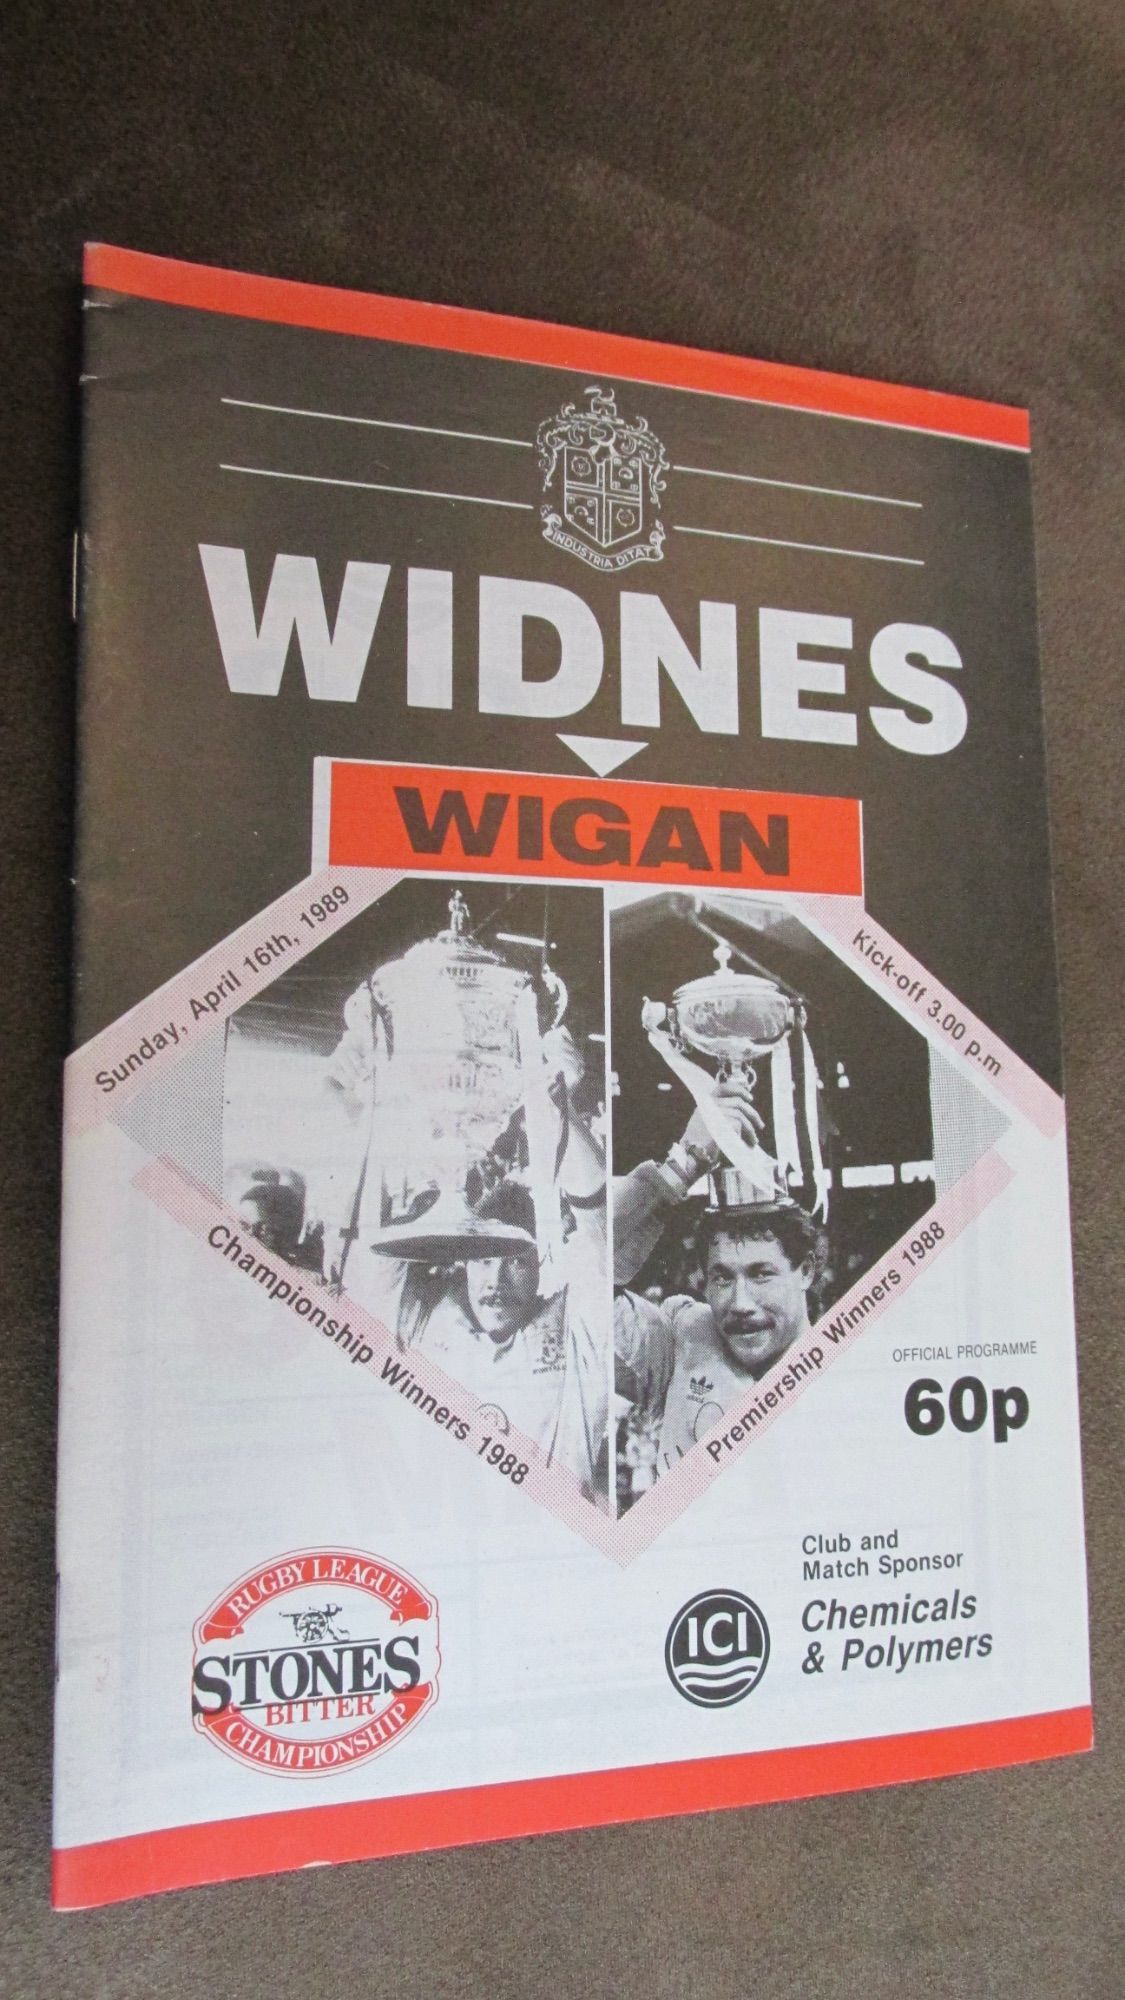 INDUSTRIA DITAT
WIDNES
WIGAN
Sunday, April 16th, 1989
Kick-off 3.00 p.m
Championship Winners 1988
Premiership Winners 1988
adidas
OFFICIAL PROGRAMME
60p
RUGBY LEAGUE
STONES
BITTER
CHAMPIONSHIP
Club and
Match Sponsor
ICI
Chemicals
& Polymers